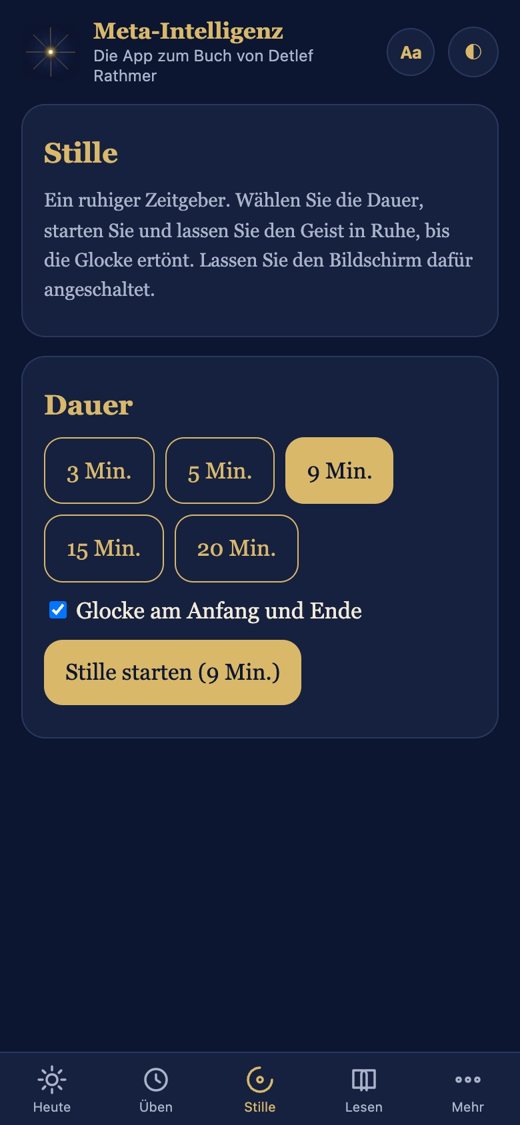 Meta-Intelligenz
Die App zum Buch von Detlef
Rathmer
Aa
Stille
Ein ruhiger Zeitgeber. Wählen Sie die Dauer,
starten Sie und lassen Sie den Geist in Ruhe, bis
die Glocke ertönt. Lassen Sie den Bildschirm dafür
angeschaltet.
Dauer
3 Min.
5 Min.
9 Min.
15 Min.
20 Min.
Glocke am Anfang und Ende
Stille starten (9 Min.)
Heute
Üben
Stille
Lesen
Mehr